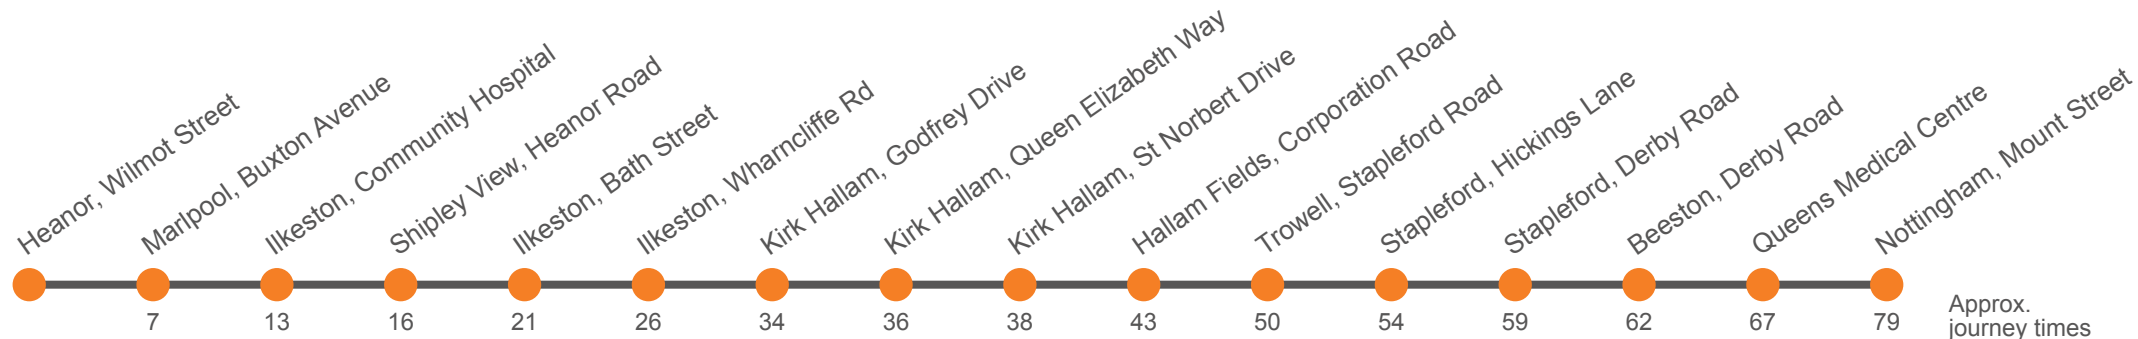 Heanor, Wilmot Street
Marlpool, Buxton Avenue
Ilkeston, Community Hospital
Shipley View, Heanor Road
Ilkeston, Bath Street
Ilkeston, Wharncliffe Rd
Kirk Hallam, Godfrey Drive
Kirk Hallam, Queen Elizabeth Way
Kirk Hallam, St Norbert Drive
Hallam Fields, Corporation Road
Trowell, Stapleford Road
Stapleford, Hickings Lane
Stapleford, Derby Road
Beeston, Derby Road
Queens Medical Centre
Nottingham, Mount Street
7 13 16 21 26 34 36 38 43 50 54 59 62 67 79
Approx.
journey times